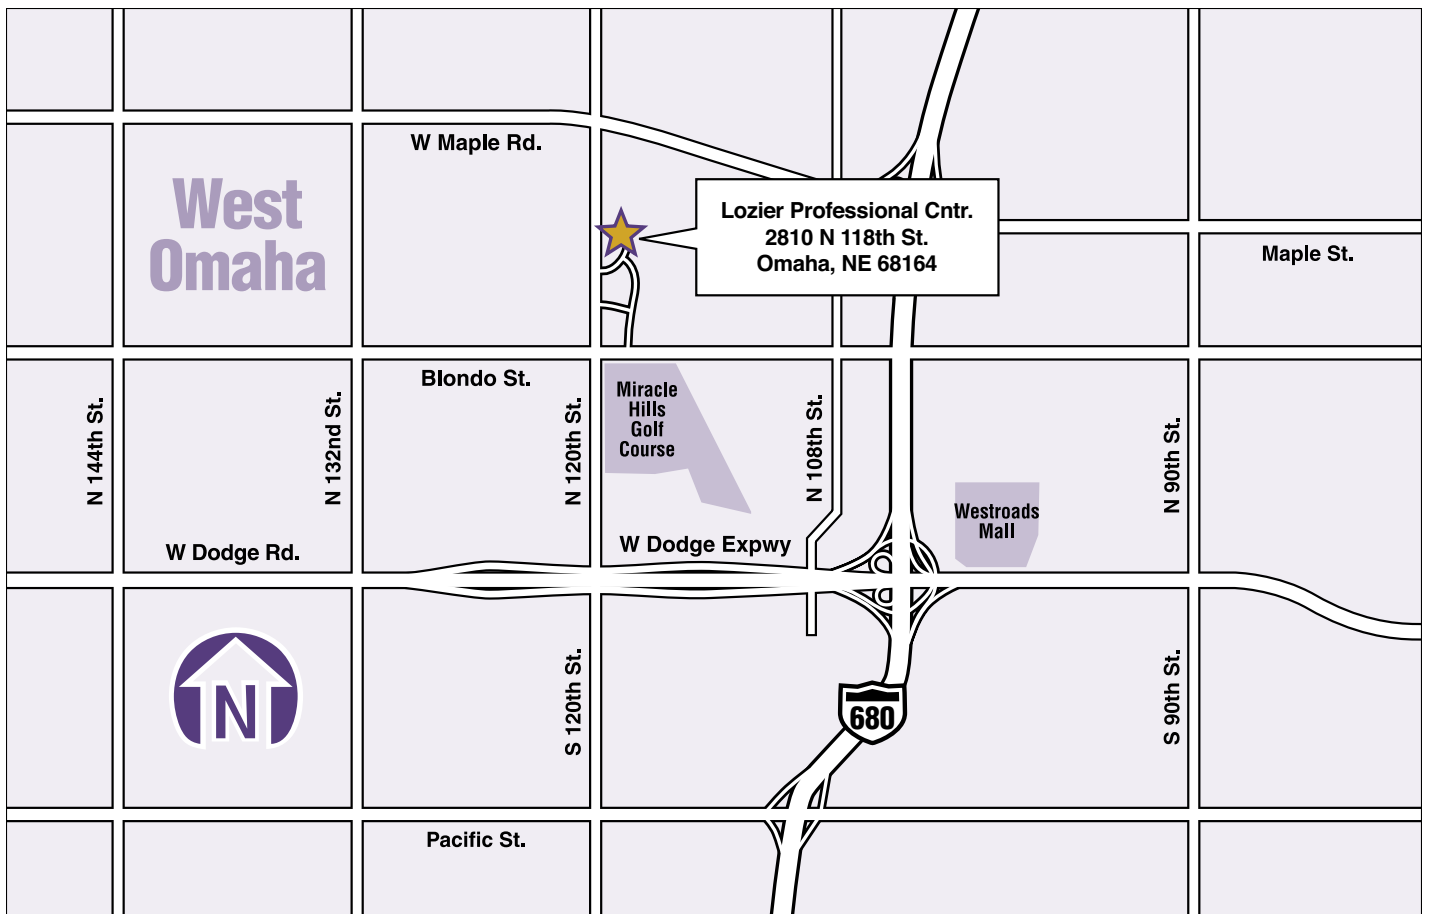 W Maple Rd.
West
Omaha
Lozier Professional Cntr.
2810 N 118th St.
Omaha, NE 68164
Maple St.
Blondo St.
Miracle
Hills
Golf
Course
N 144th St.
N 132nd St.
N 120th St.
N 108th St.
N 90th St.
Westroads
Mall
W Dodge Rd.
W Dodge Expwy
N
S 120th St.
680
S 90th St.
Pacific St.